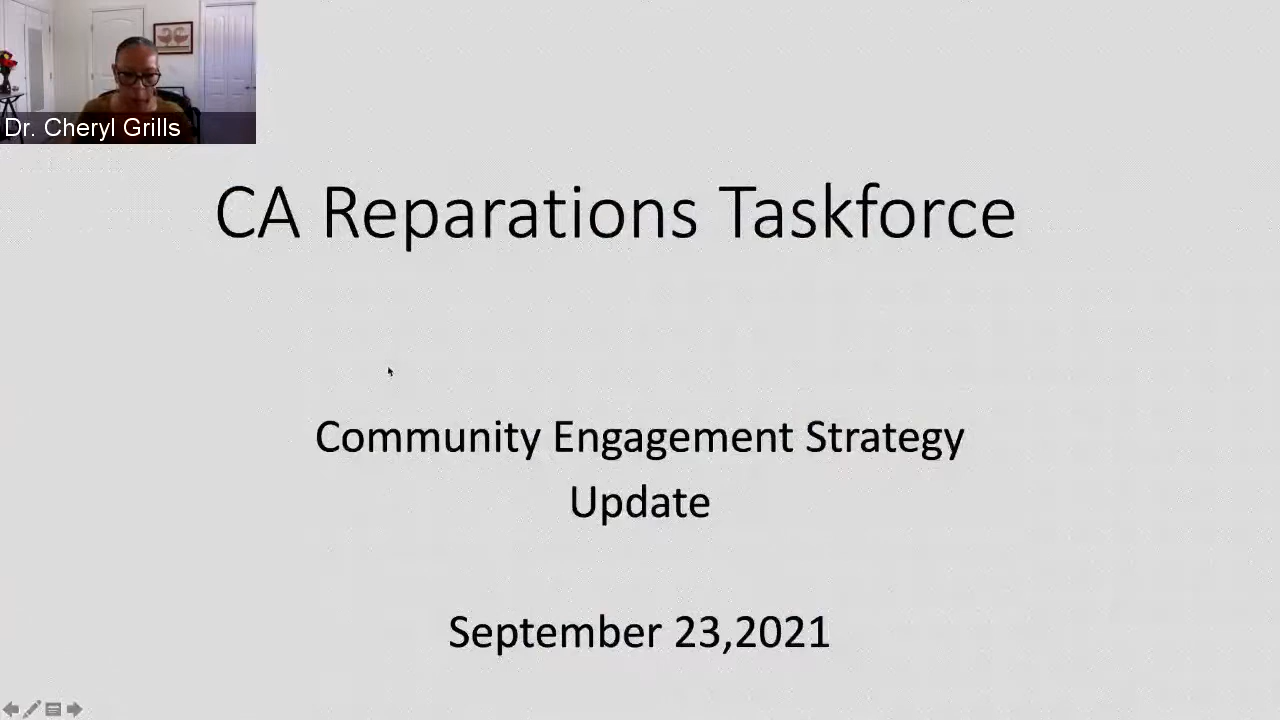 Dr. Cheryl Grills
CA Reparations Taskforce
Community Engagement Strategy
Update
September 23,2021